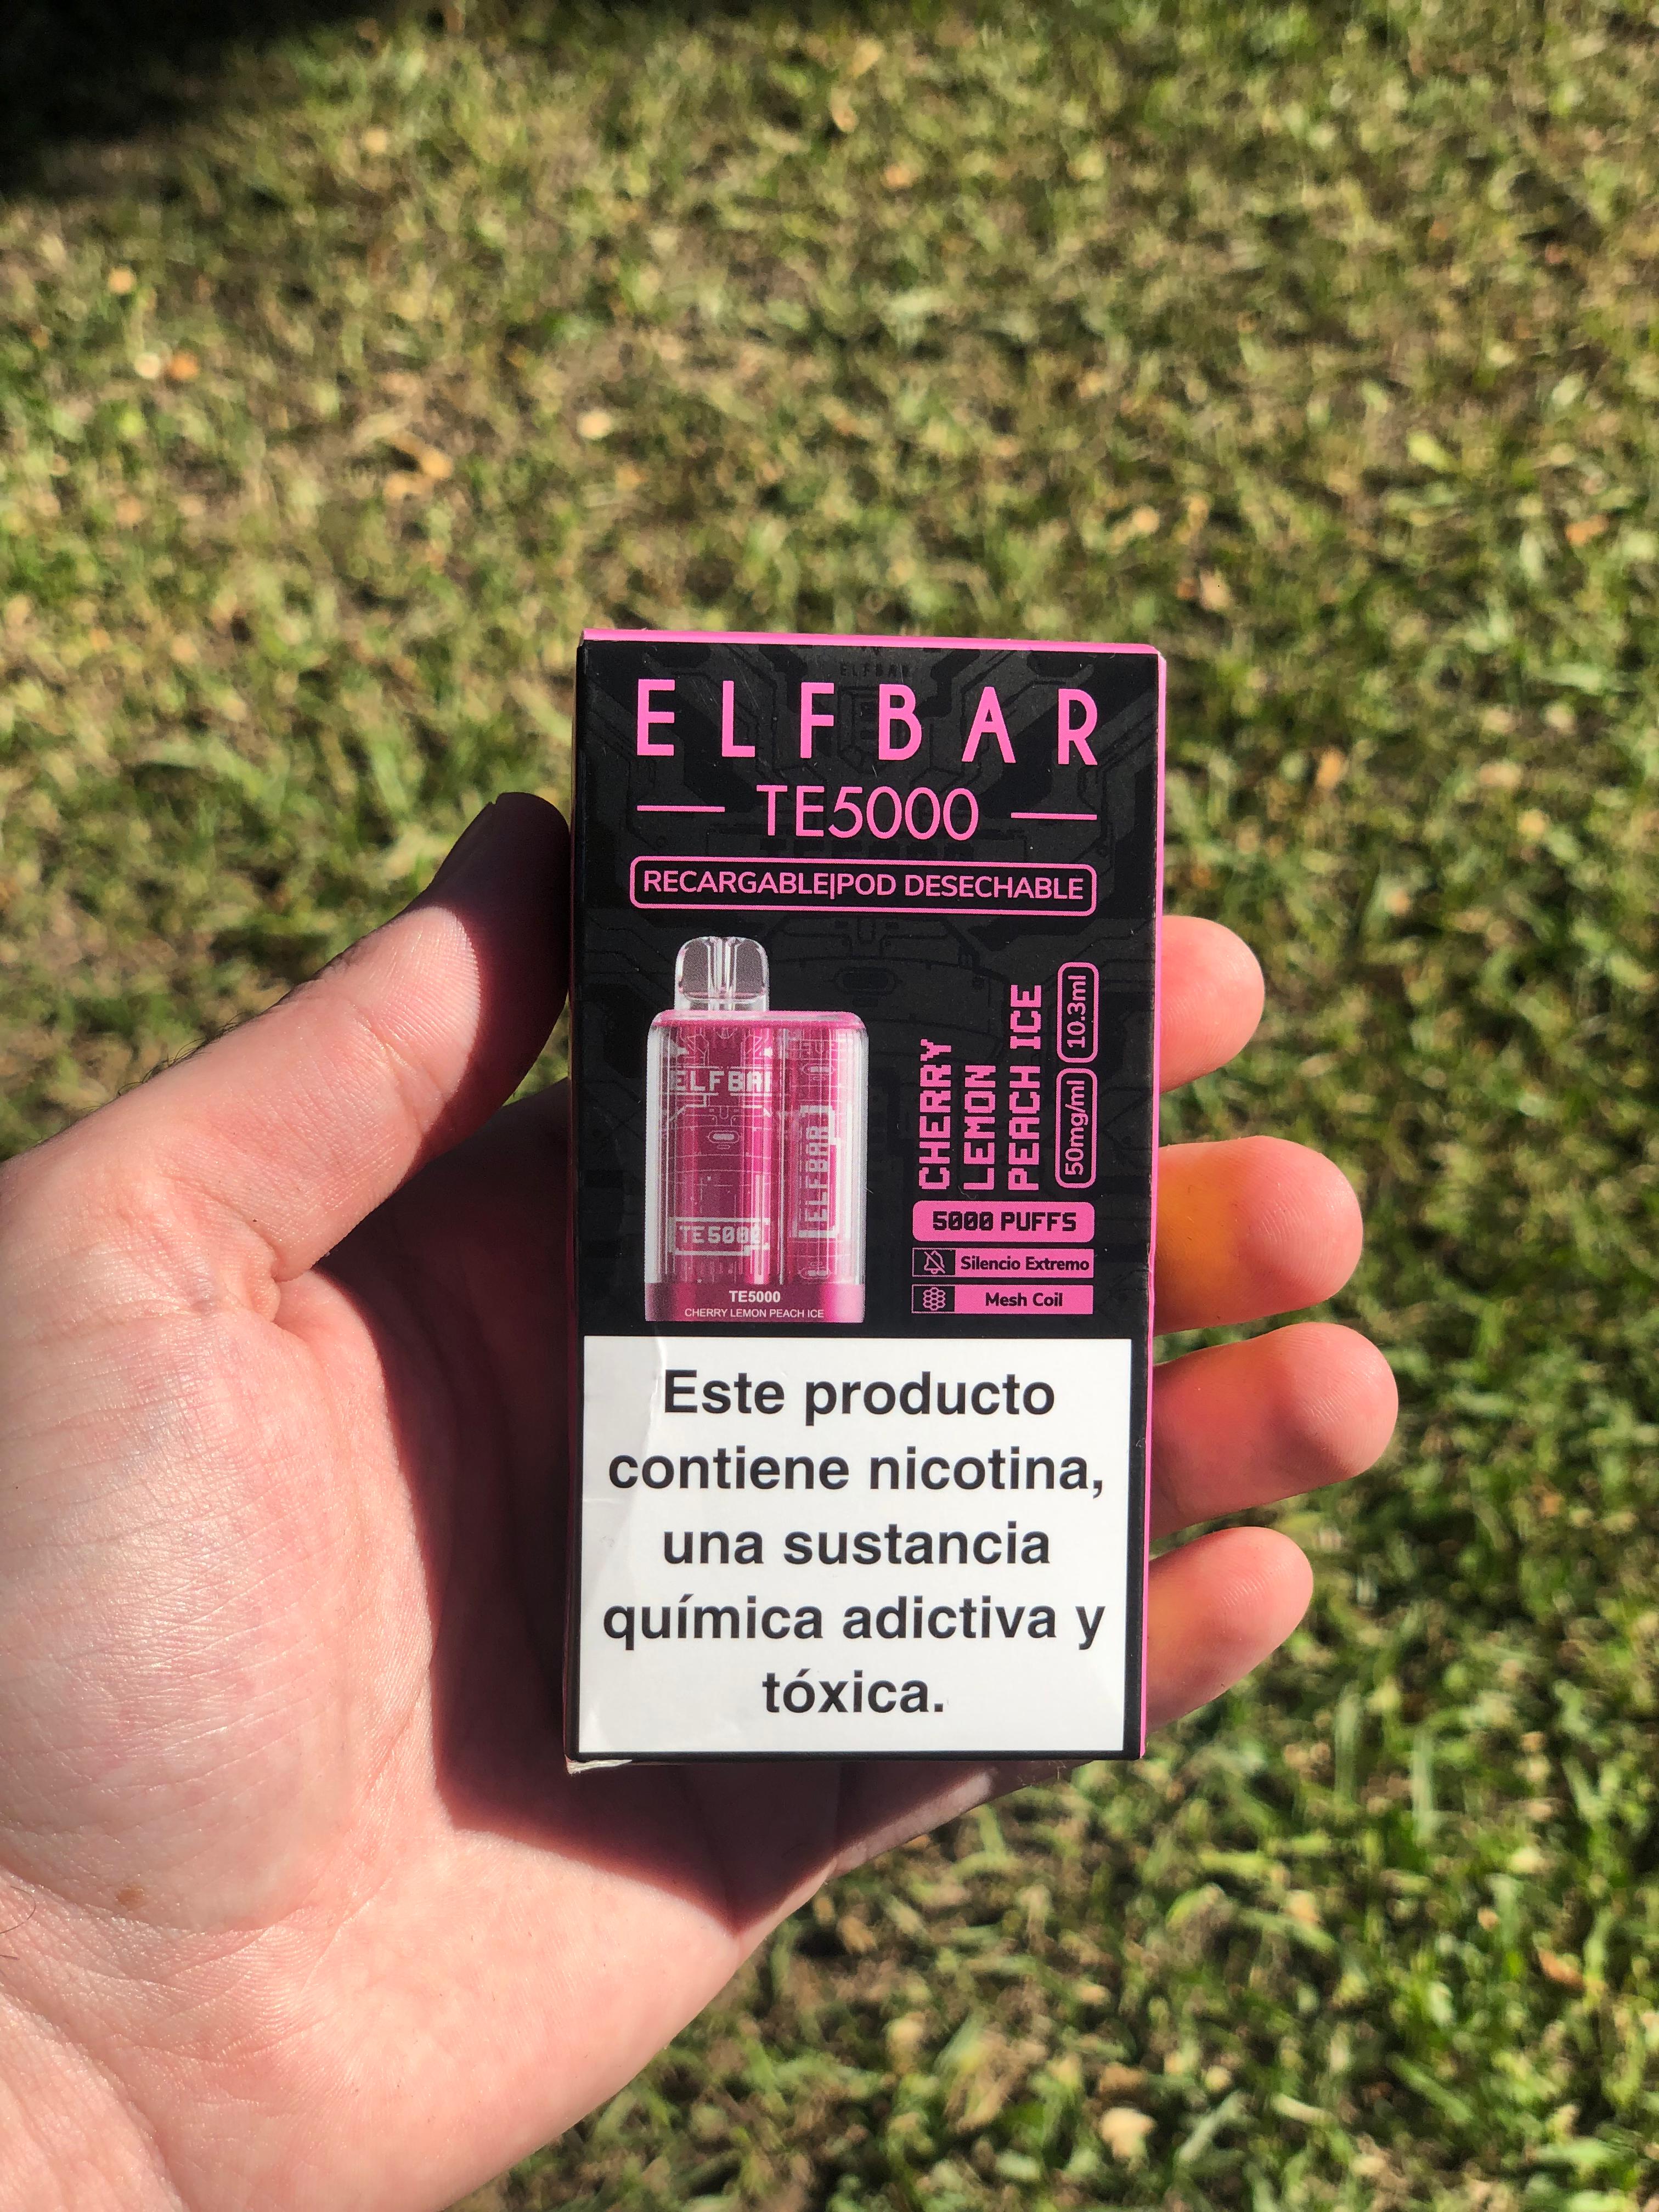 ELFBAR
ELFBAR
TE5000
RECARGABLE|POD DESECHABLE
ELFBAR
ELFBAR
TE5000
TE5000
CHERRY LEMON PEACH ICE
CHERRY
LEMON
PEACH ICE
50mg/ml
10.3ml
5000 PUFFS
Silencio Extremo
Mesh Coil
Este producto
contiene nicotina,
una sustancia
química adictiva y
tóxica.